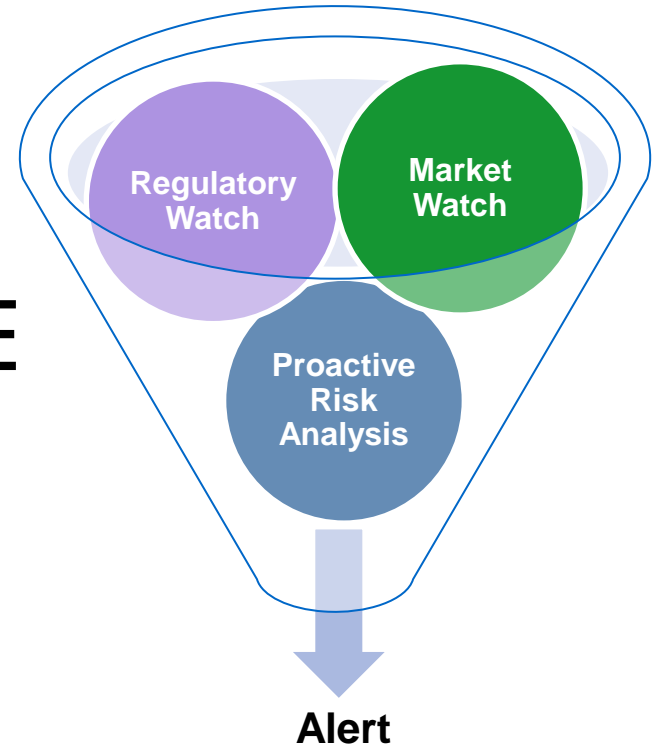 Regulatory
Watch
Market
Watch
Proactive
Risk
Analysis
Alert